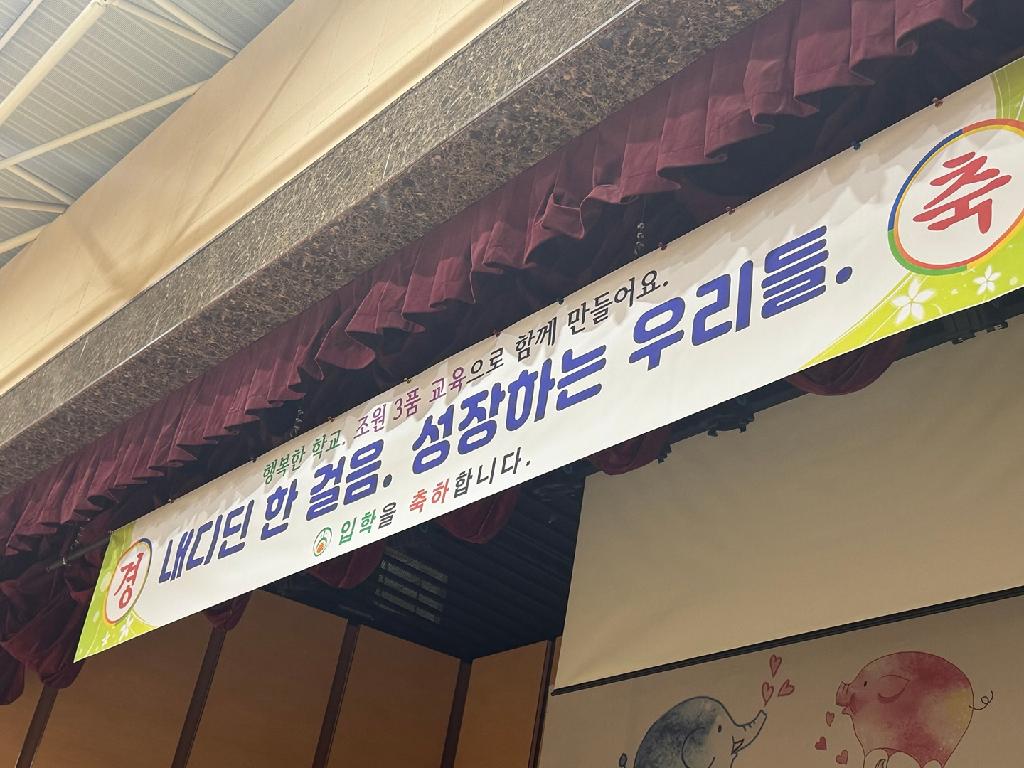 행복한 학교. 조원 3품 교육으로 함께 만들어요.
경 내디딘 한 걸음. 성장하는 우리들. 축
입학을 축하합니다.